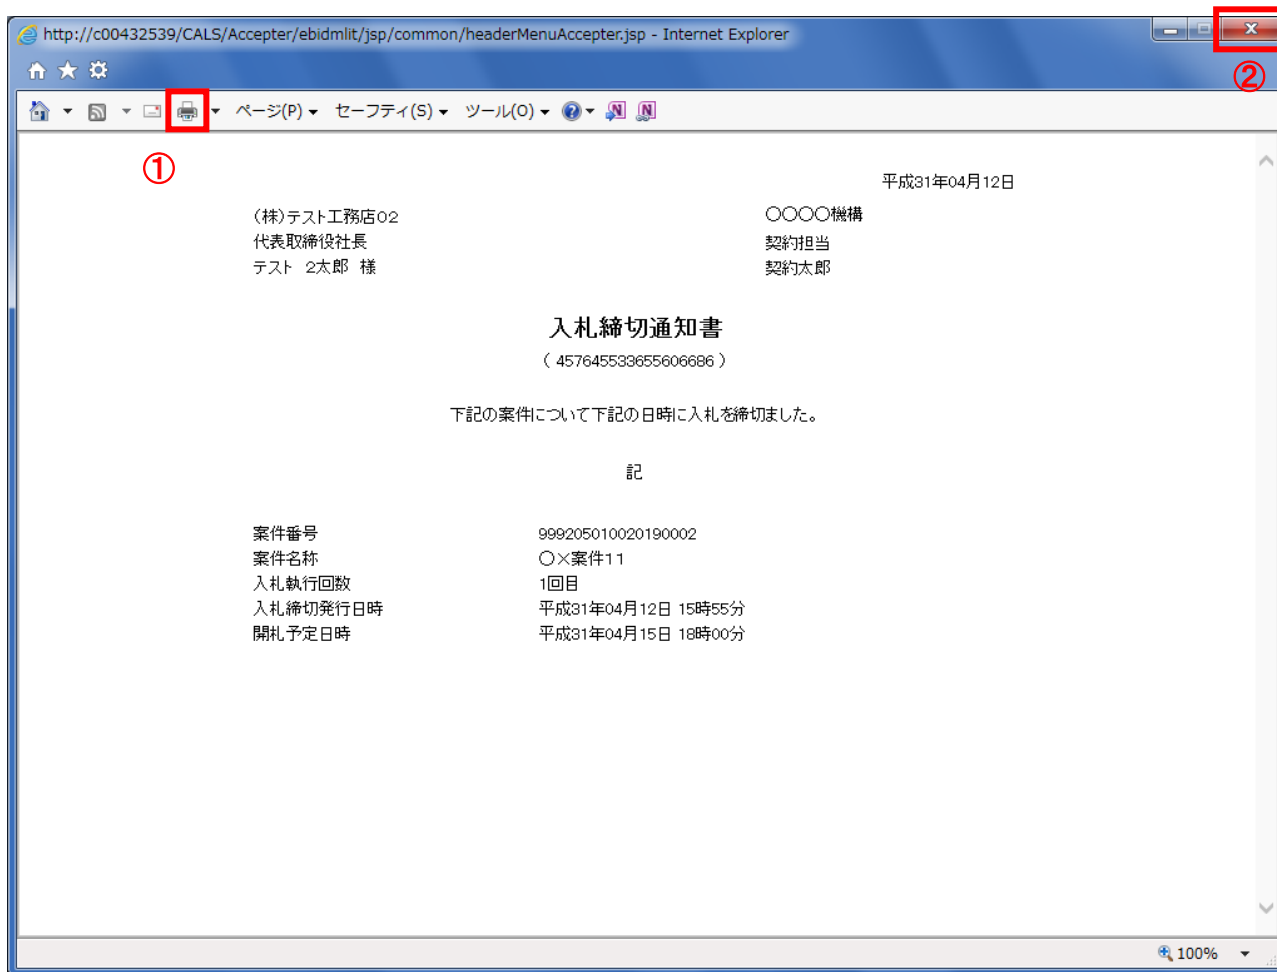 http://c00432539/CALS/Accepter/ebidmlit/jsp/common/headerMenuAccepter.jsp - Internet Explorer
②
ページ(P) セーフティ(S) ツール(O)
①
平成31年04月12日
(株)テスト工務店02
〇〇〇〇機構
代表取締役社長
契約担当
テスト 2太郎 様
契約太郎
入札締切通知書
( 457645533655606686 )
下記の案件について下記の日時に入札を締切ました。
記
案件番号 999205010020190002
案件名称 〇×案件11
入札執行回数 1回目
入札締切発行日時 平成31年04月12日 15時55分
開札予定日時 平成31年04月15日 18時00分
100%